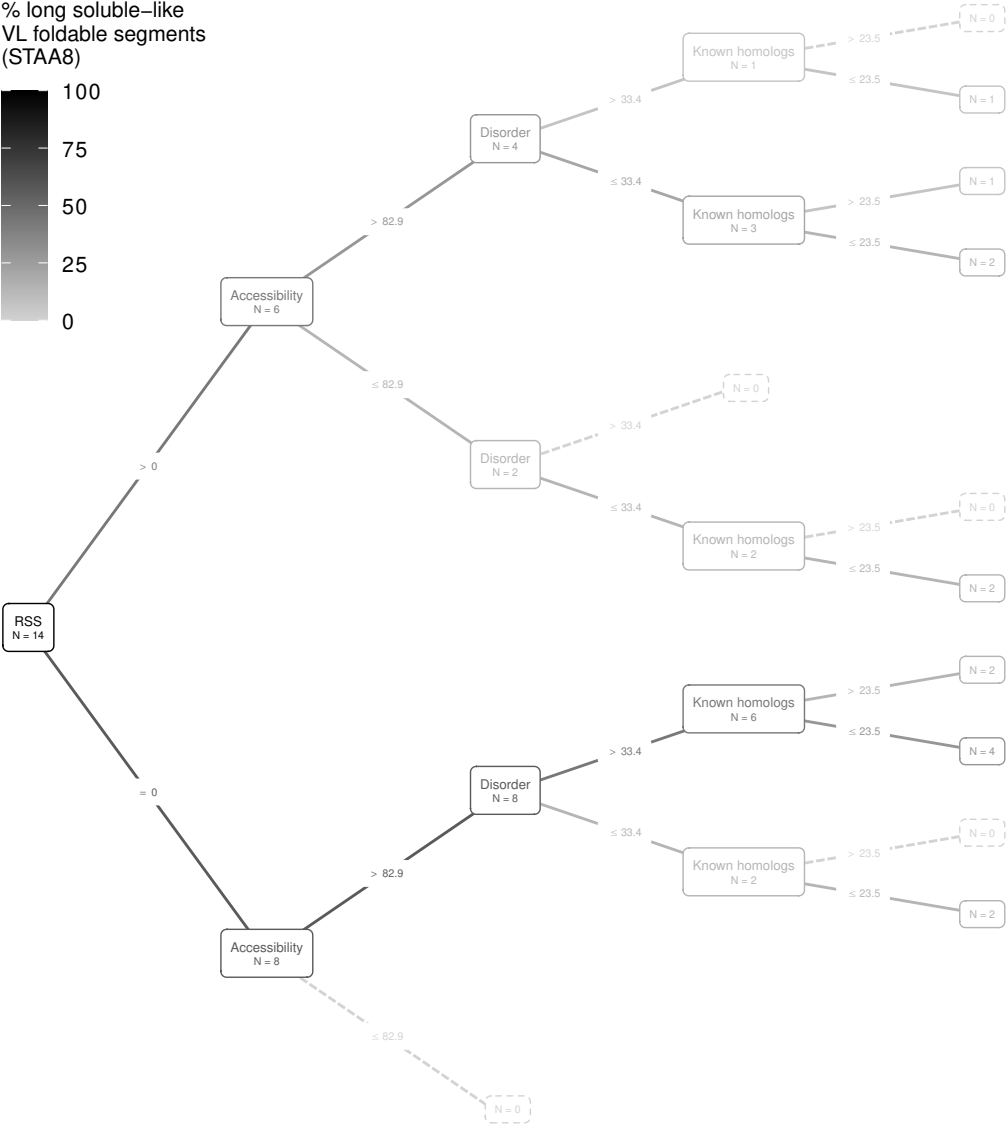 % long soluble−like
VL foldable segments
(STAA8)
100
75
50
25
0
RSS
N = 14
> 0
= 0
Accessibility
N = 6
> 82.9
≤ 82.9
Disorder
N = 4
> 33.4
≤ 33.4
Known homologs
N = 1
> 23.5
N = 0
≤ 23.5
N = 1
Known homologs
N = 3
> 23.5
N = 1
≤ 23.5
N = 2
Disorder
N = 2
> 33.4
N = 0
≤ 33.4
Known homologs
N = 2
> 23.5
N = 0
≤ 23.5
N = 2
Accessibility
N = 8
> 82.9
≤ 82.9
N = 0
Disorder
N = 8
> 33.4
≤ 33.4
Known homologs
N = 6
> 23.5
N = 2
≤ 23.5
N = 4
Known homologs
N = 2
> 23.5
N = 0
≤ 23.5
N = 2